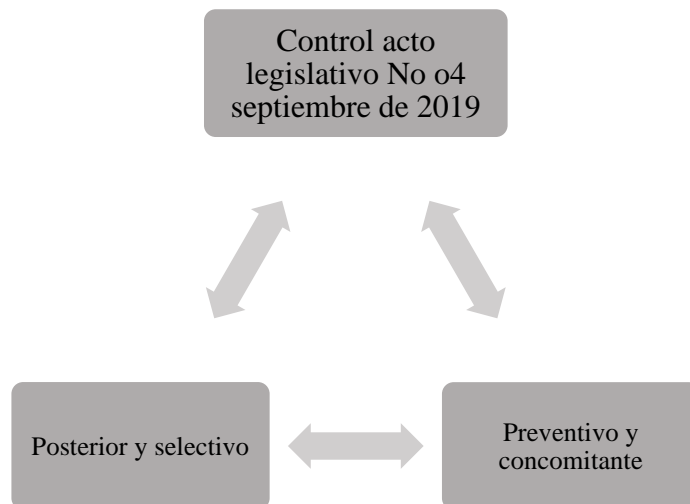 Control acto
legislativo No o4
septiembre de 2019
Posterior y selectivo
Preventivo y
concomitante